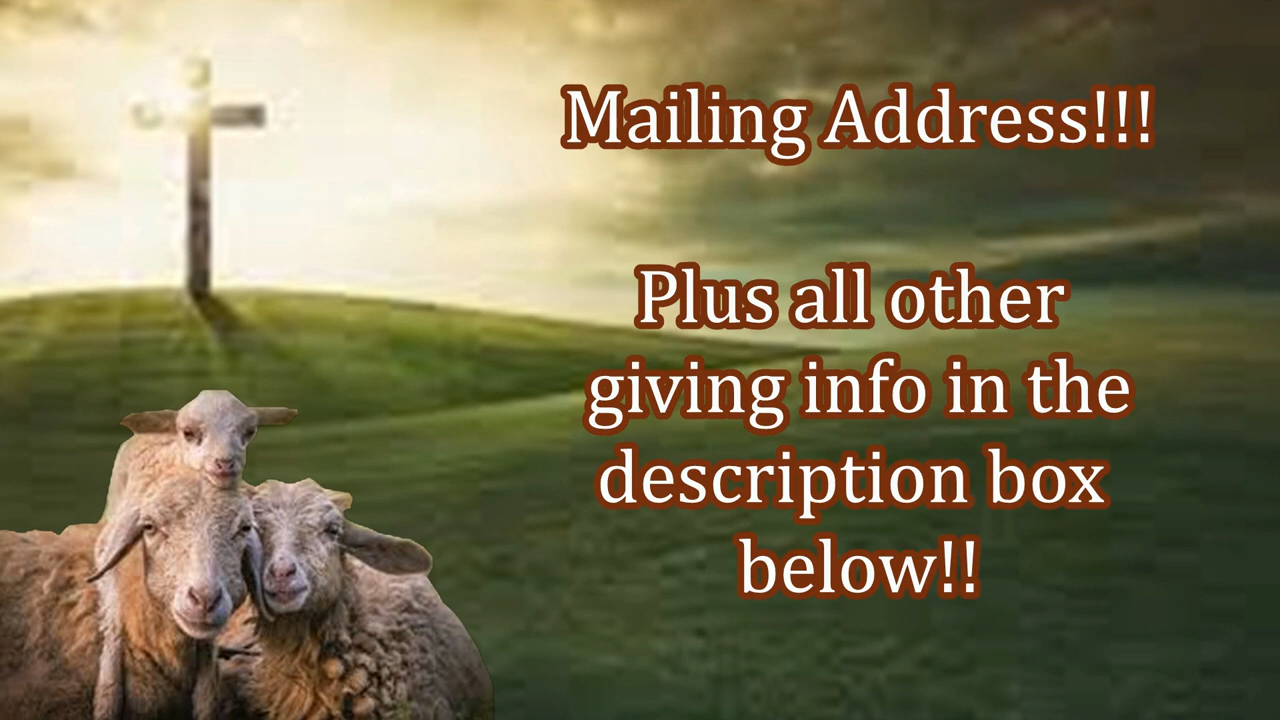 Mailing Address!!!
Plus all other
giving info in the
description box
below!!